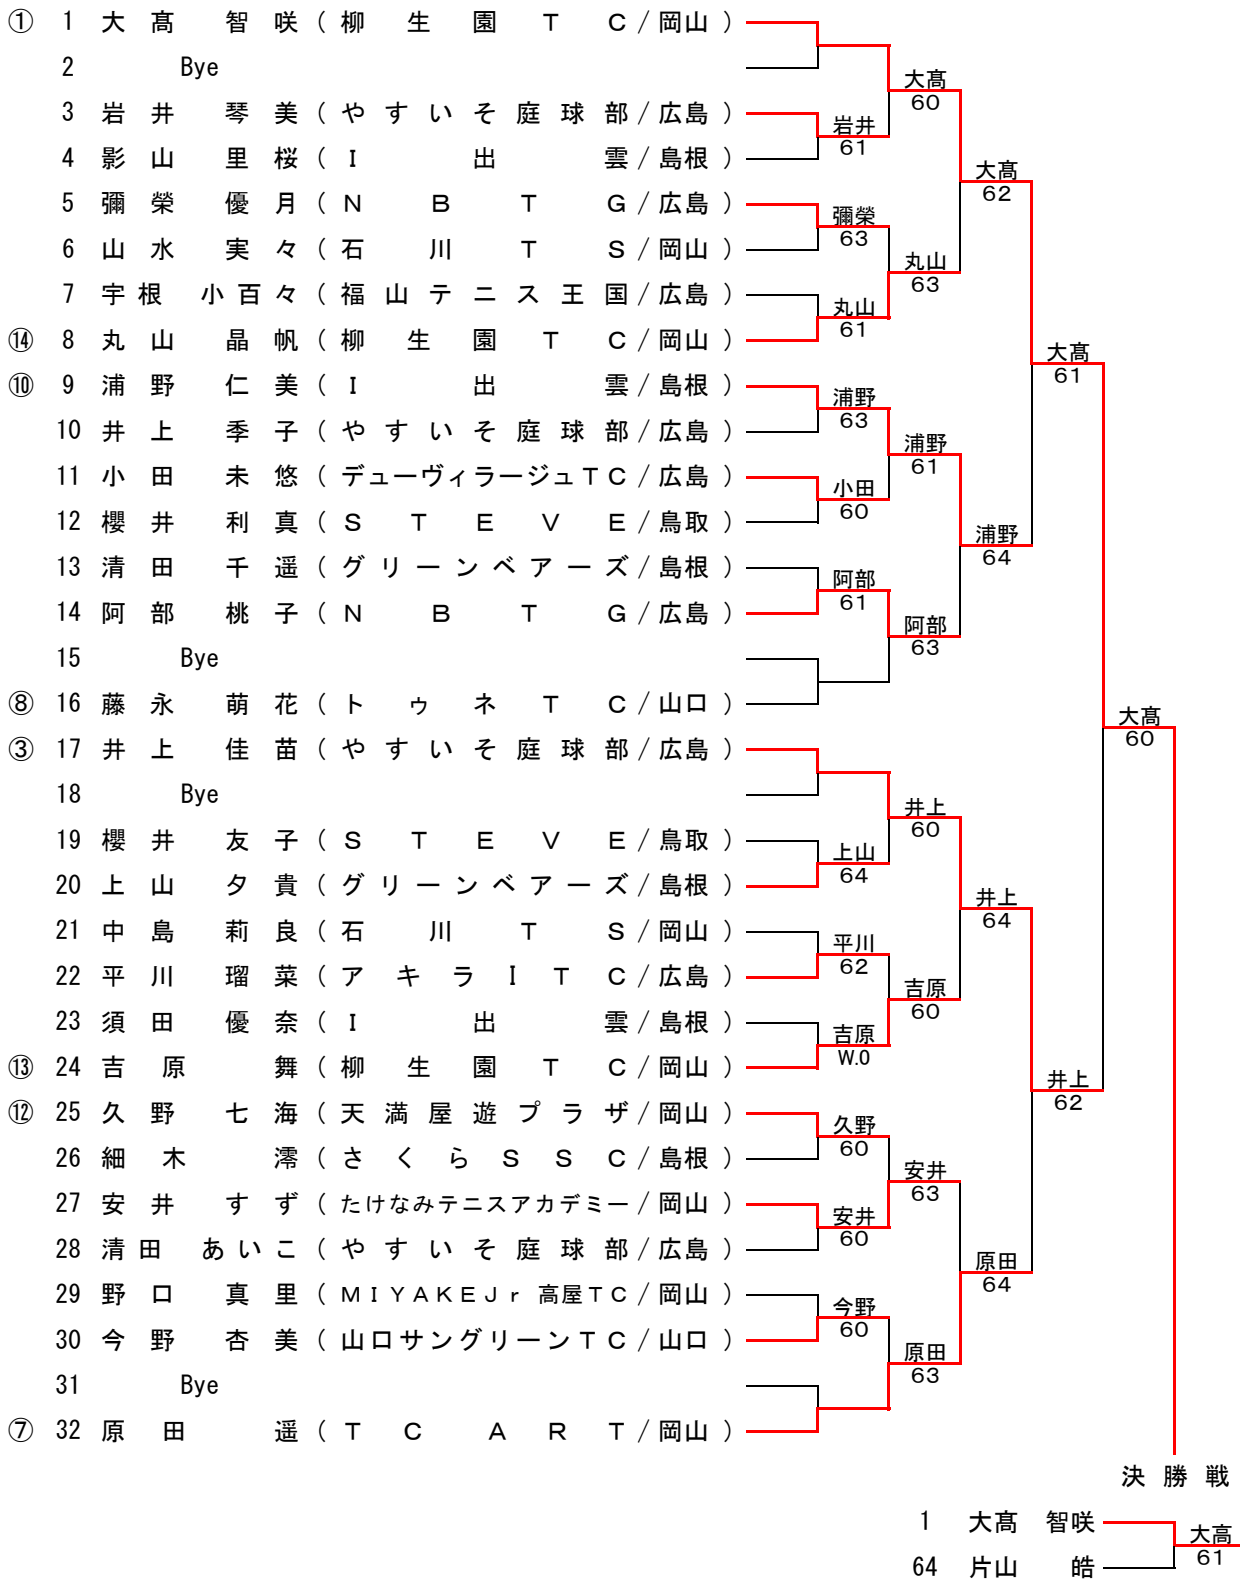 ① 1 大髙 智咲 (柳生園TC/岡山)
2 Bye
大髙
60
3 岩井 琴美 (やすいそ庭球部/広島)
岩井
61
4 影山 里桜 (I出雲/島根)
大髙
62
5 彌榮 優月 (NBTG/広島)
彌榮
63
6 山水 実々 (石川TS/岡山)
丸山
63
7 宇根 小百々 (福山テニス王国/広島)
丸山
61
⑭ 8 丸山 晶帆 (柳生園TC/岡山)
大髙
61
⑩ 9 浦野 仁美 (I出雲/島根)
浦野
63
10 井上 季子 (やすいそ庭球部/広島)
浦野
61
11 小田 未悠 (デューヴィラージュTC/広島)
小田
60
12 櫻井 利真 (STEVE/鳥取)
浦野
64
13 清田 千遥 (グリーンベアーズ/島根)
阿部
61
14 阿部 桃子 (NBTG/広島)
阿部
63
15 Bye
⑧ 16 藤永 萌花 (トゥネTC/山口)
大髙
60
③ 17 井上 佳苗 (やすいそ庭球部/広島)
18 Bye
井上
60
19 櫻井 友子 (STEVE/鳥取)
上山
64
20 上山 夕貴 (グリーンベアーズ/島根)
井上
64
21 中島 莉良 (石川TS/岡山)
平川
62
22 平川 瑠菜 (アキラITC/広島)
吉原
60
23 須田 優奈 (I出雲/島根)
吉原
W.O
⑬ 24 吉原 舞 (柳生園TC/岡山)
井上
62
⑫ 25 久野 七海 (天満屋遊プラザ/岡山)
久野
60
26 細木 澪 (さくらSSC/島根)
安井
63
27 安井 すず (たけなみテニスアカデミー/岡山)
安井
60
28 清田 あいこ (やすいそ庭球部/広島)
原田
64
29 野口 真里 (MIYAKEJr 高屋TC/岡山)
今野
60
30 今野 杏美 (山口サングリーンTC/山口)
原田
63
31 Bye
⑦ 32 原田 遥 (TCART/岡山)
決勝戦
1 大髙 智咲
大高
61
64 片山 皓